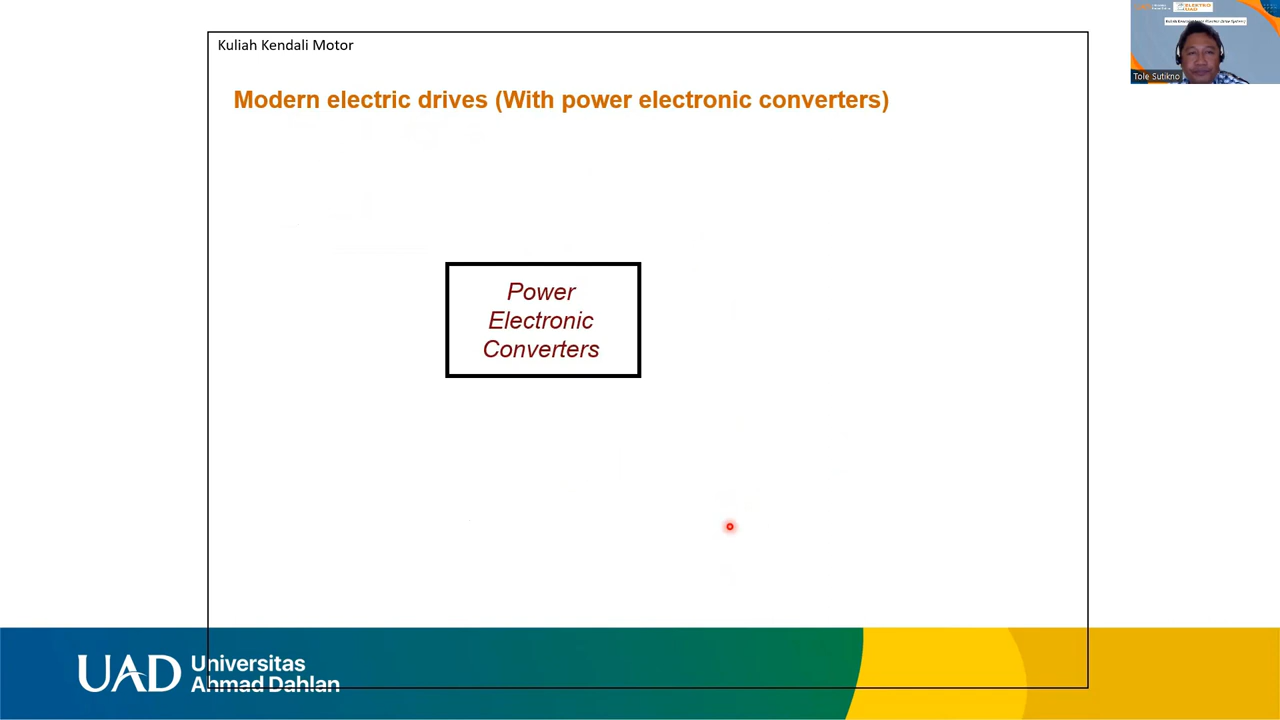 Kuliah Kendali Motor
Modern electric drives (With power electronic converters)
Power
Electronic
Converters
Tole Sutikno
UAD Universitas
Ahmad Dahlan